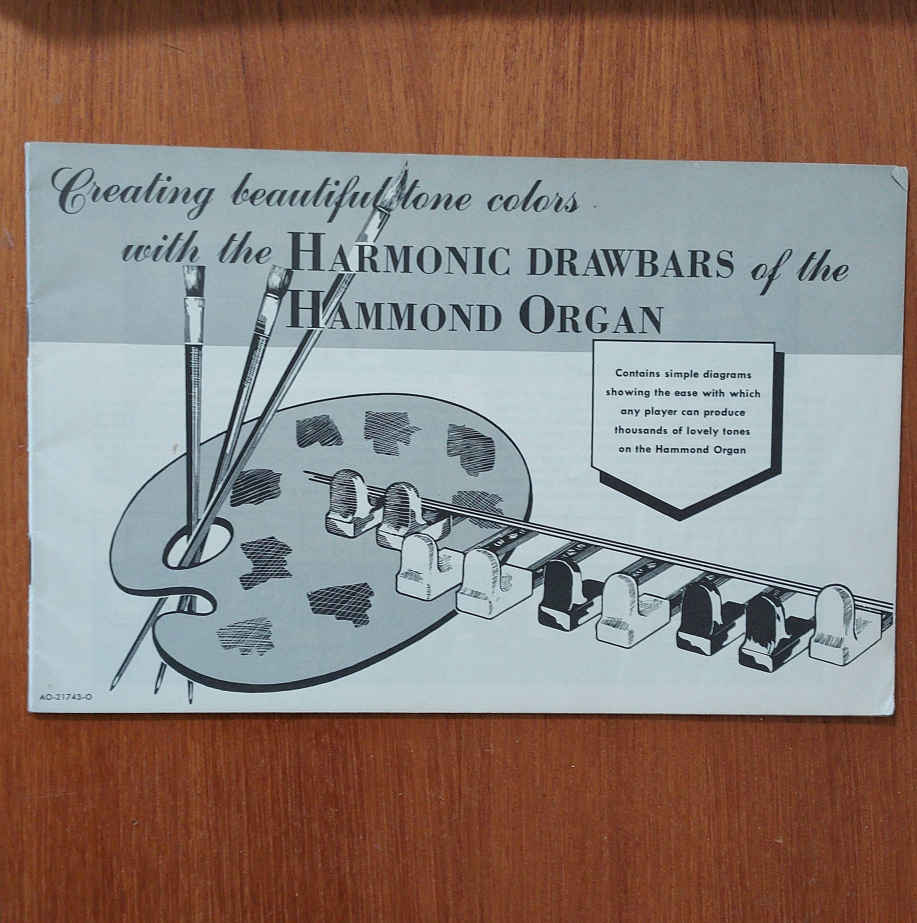 Creating beautiful tone colors
with the HARMONIC DRAWBARS of the
HAMMOND ORGAN
Contains simple diagrams
showing the ease with which
any player can produce
thousands of lovely tones
on the Hammond Organ
AO-21743-O